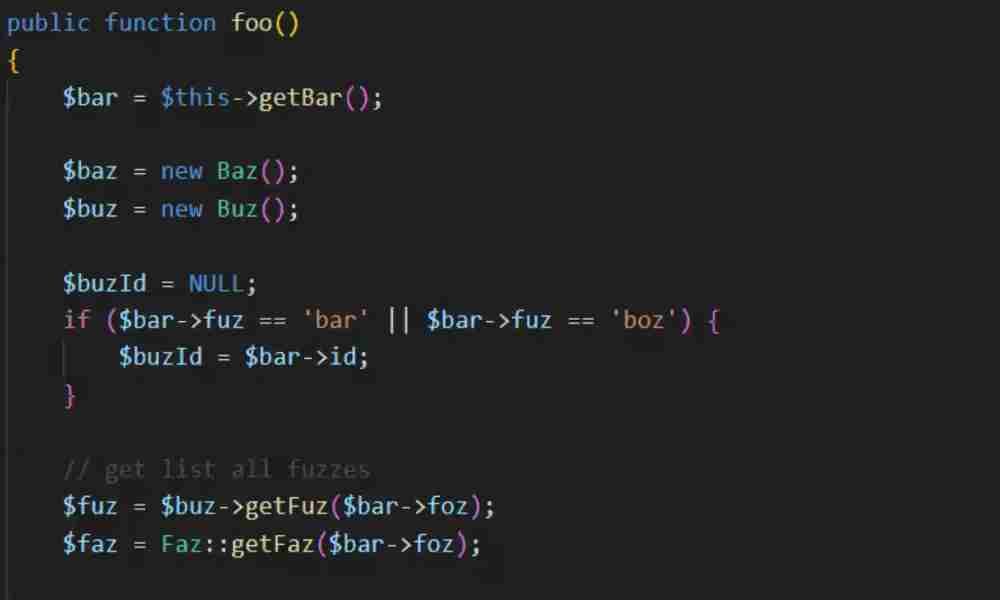 public function foo()
{
$bar = $this->getBar();
$baz = new Baz();
$buz = new Buz();
$buzId = NULL;
if ($bar->fuz == 'bar' || $bar->fuz == 'boz') {
$buzId = $bar->id;
}
// get list all fuzzes
$fuz = $buz->getFuz($bar->foz);
$faz = Faz::getFaz($bar->foz);